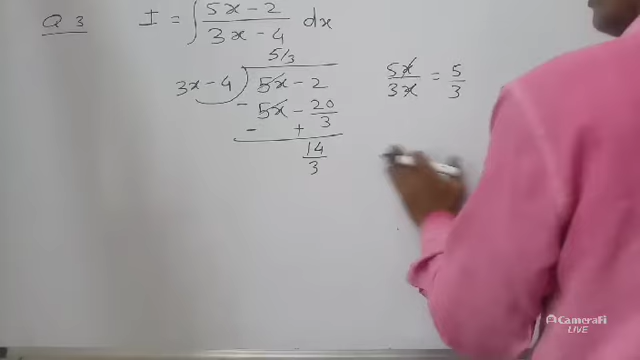 Q 3 I = ∫ (5x - 2)/(3x - 4) dx
5/3
3x - 4 ) 5x - 2
5x/3x = 5/3
- 5x - 20/3
- +
14/3
CameraFi
LIVE